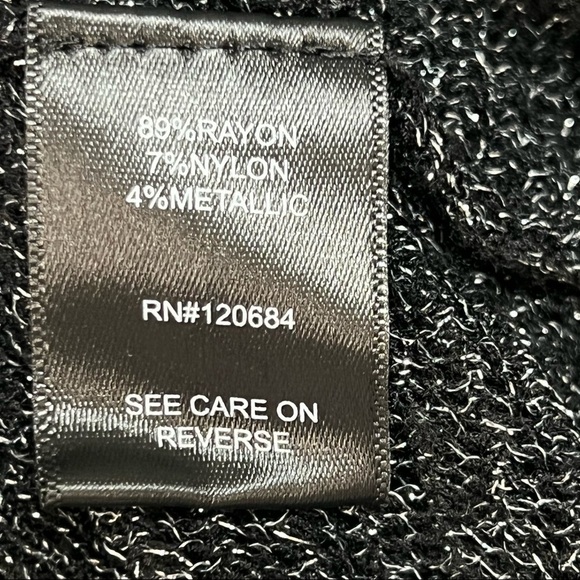 89%RAYON
7%NYLON
4%METALLIC
RN#120684
SEE CARE ON
REVERSE